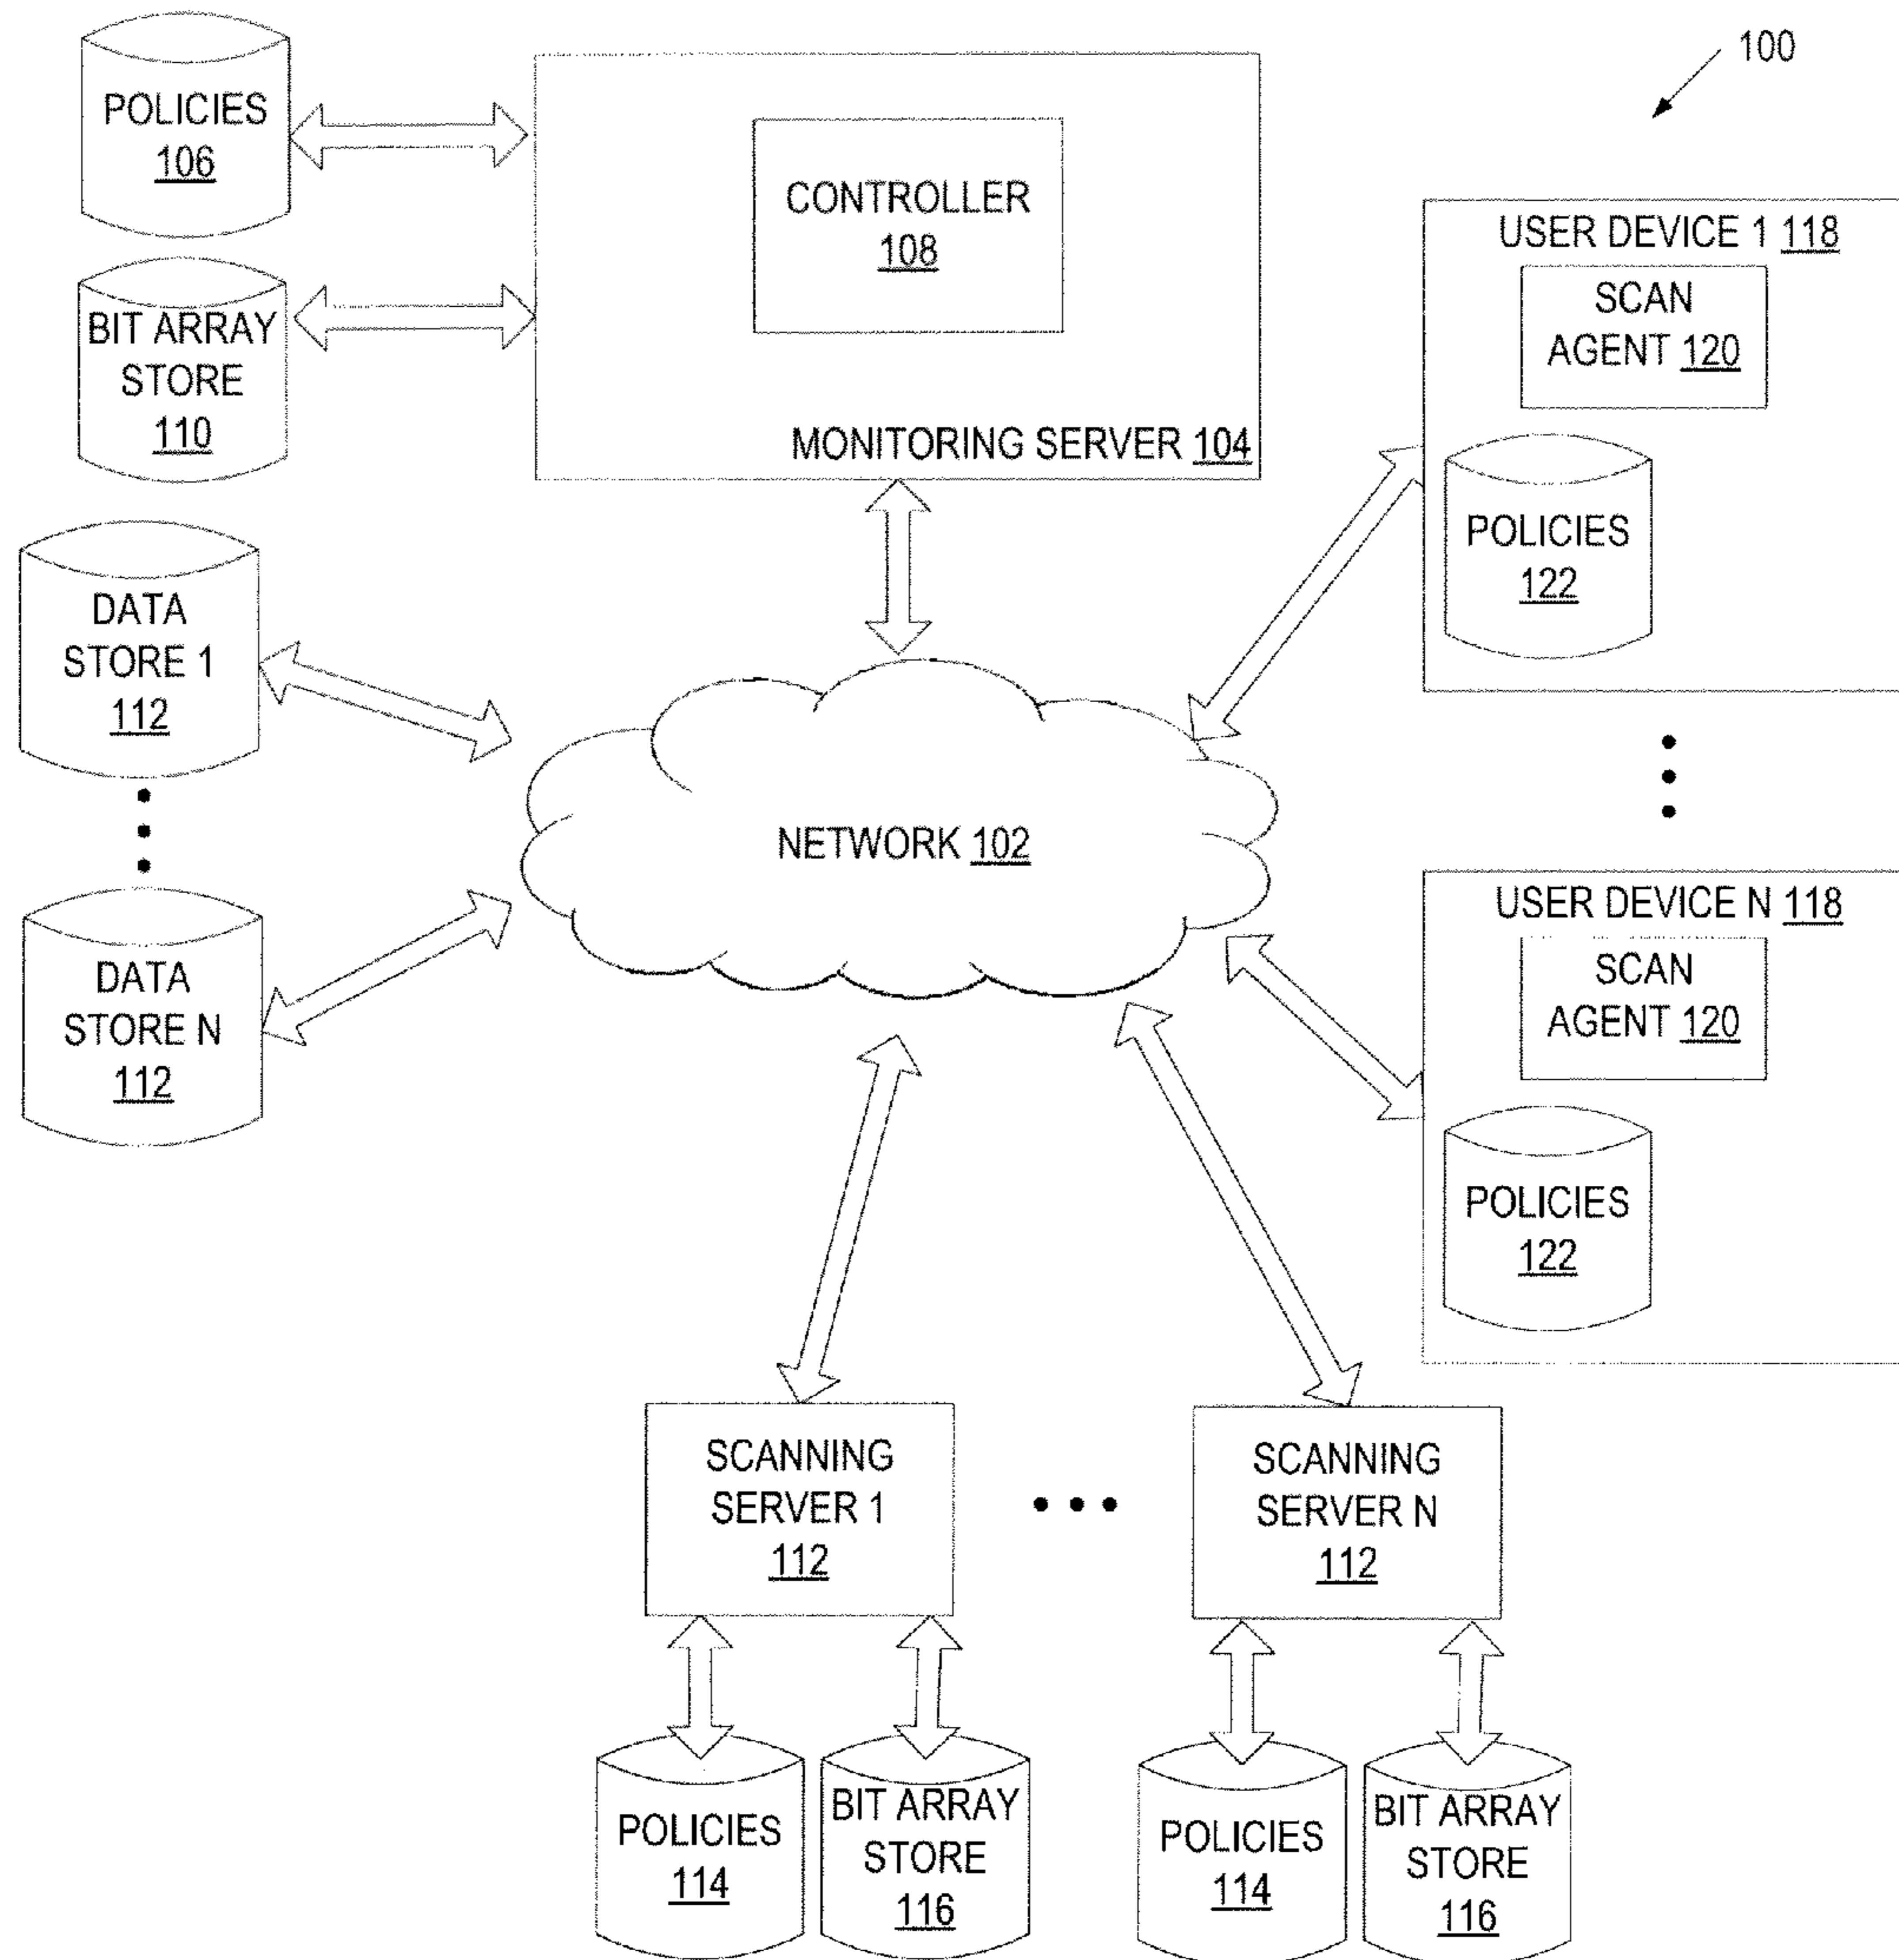 100
POLICIES
106
CONTROLLER
108
MONITORING SERVER 104
BIT ARRAY
STORE
110
USER DEVICE 1 118
SCAN
AGENT 120
POLICIES
122
DATA
STORE 1
112
NETWORK 102
DATA
STORE N
112
USER DEVICE N 118
SCAN
AGENT 120
POLICIES
122
SCANNING
SERVER 1
112
SCANNING
SERVER N
112
POLICIES
114
BIT ARRAY
STORE
116
POLICIES
114
BIT ARRAY
STORE
116